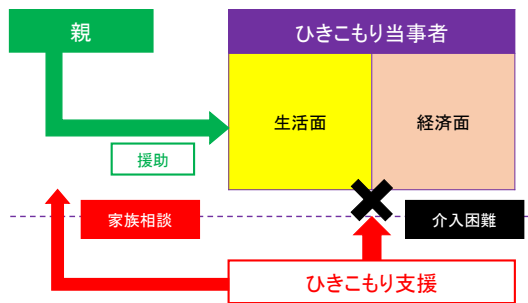 親
ひきこもり当事者
生活面
経済面
援助
家族相談
介入困難
ひきこもり支援